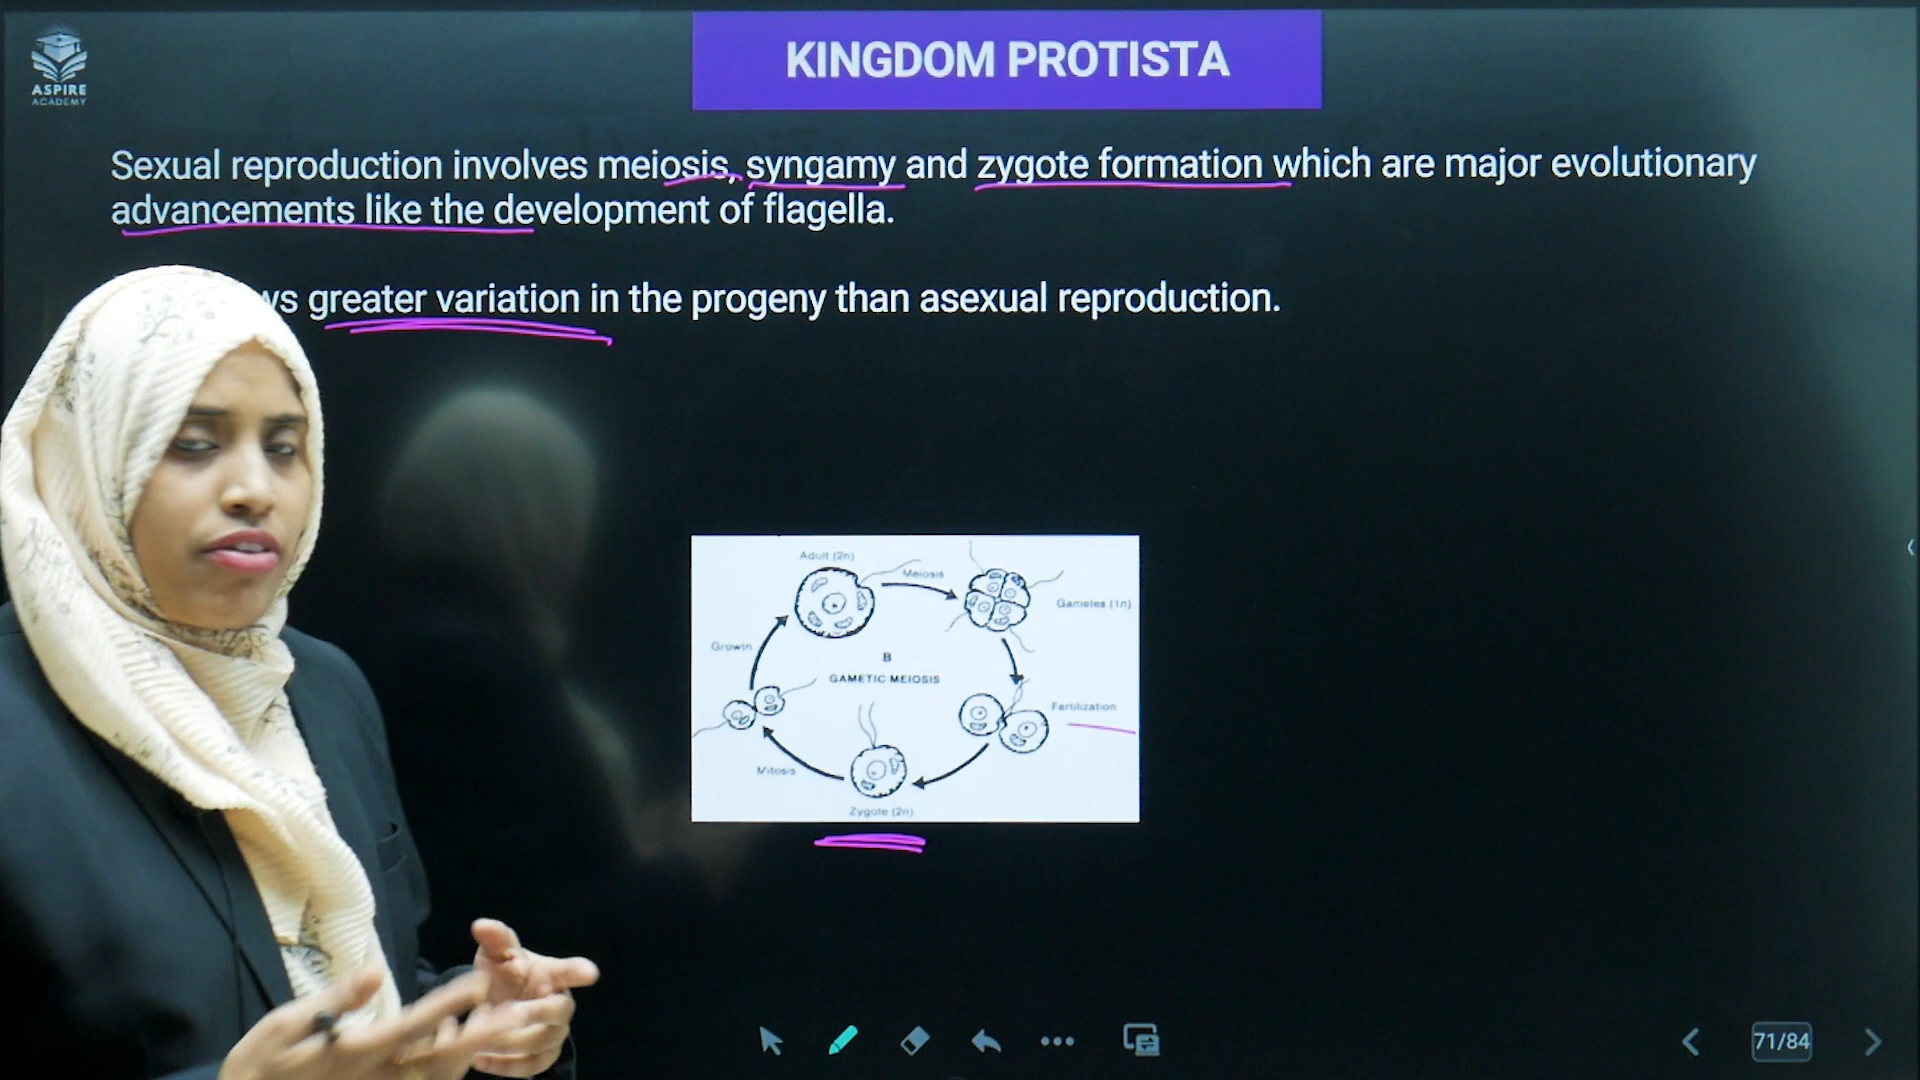 ASPIRE
ACADEMY
KINGDOM PROTISTA
Sexual reproduction involves meiosis, syngamy and zygote formation which are major evolutionary
advancements like the development of flagella.
ws greater variation in the progeny than asexual reproduction.
Adult (2n)
Meiosis
Gametes (1n)
Growth
B
GAMETIC MEIOSIS
Fertilization
Mitosis
Zygote (2n)
71/84